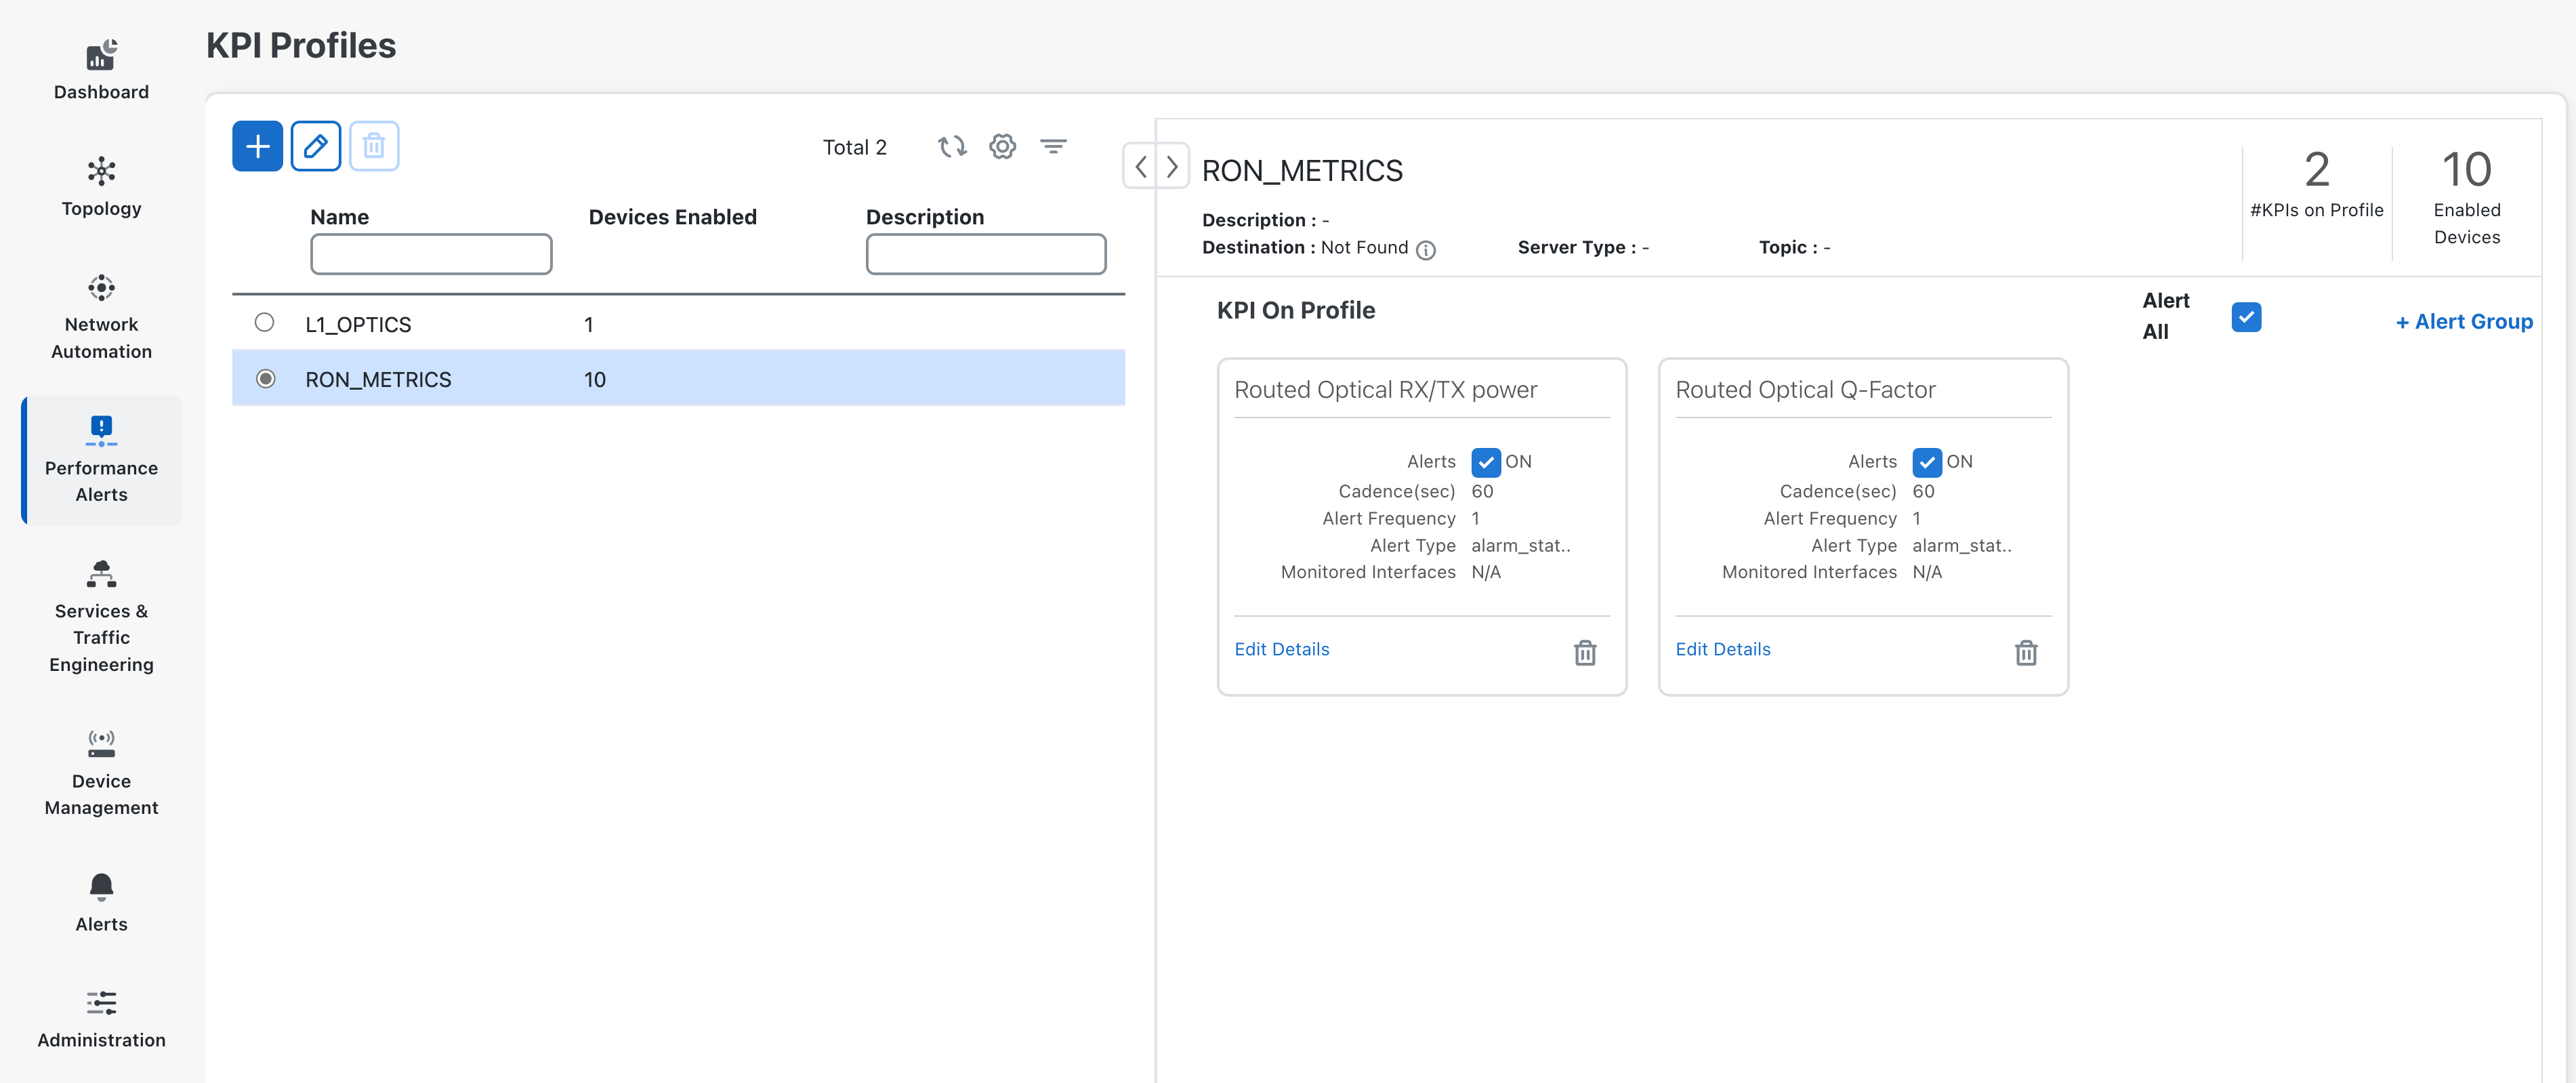 KPI Profiles
Dashboard
Topology
Network
Automation
Performance
Alerts
Services &
Traffic
Engineering
Device
Management
Alerts
Administration
Total 2
Name
Devices Enabled
Description
L1_OPTICS
1
RON_METRICS
10
RON_METRICS
Description : -
Destination : Not Found
Server Type : -
Topic : -
2
#KPIs on Profile
10
Enabled
Devices
KPI On Profile
Alert
All
+ Alert Group
Routed Optical RX/TX power
Alerts ON
Cadence(sec) 60
Alert Frequency 1
Alert Type alarm_stat..
Monitored Interfaces N/A
Edit Details
Routed Optical Q-Factor
Alerts ON
Cadence(sec) 60
Alert Frequency 1
Alert Type alarm_stat..
Monitored Interfaces N/A
Edit Details